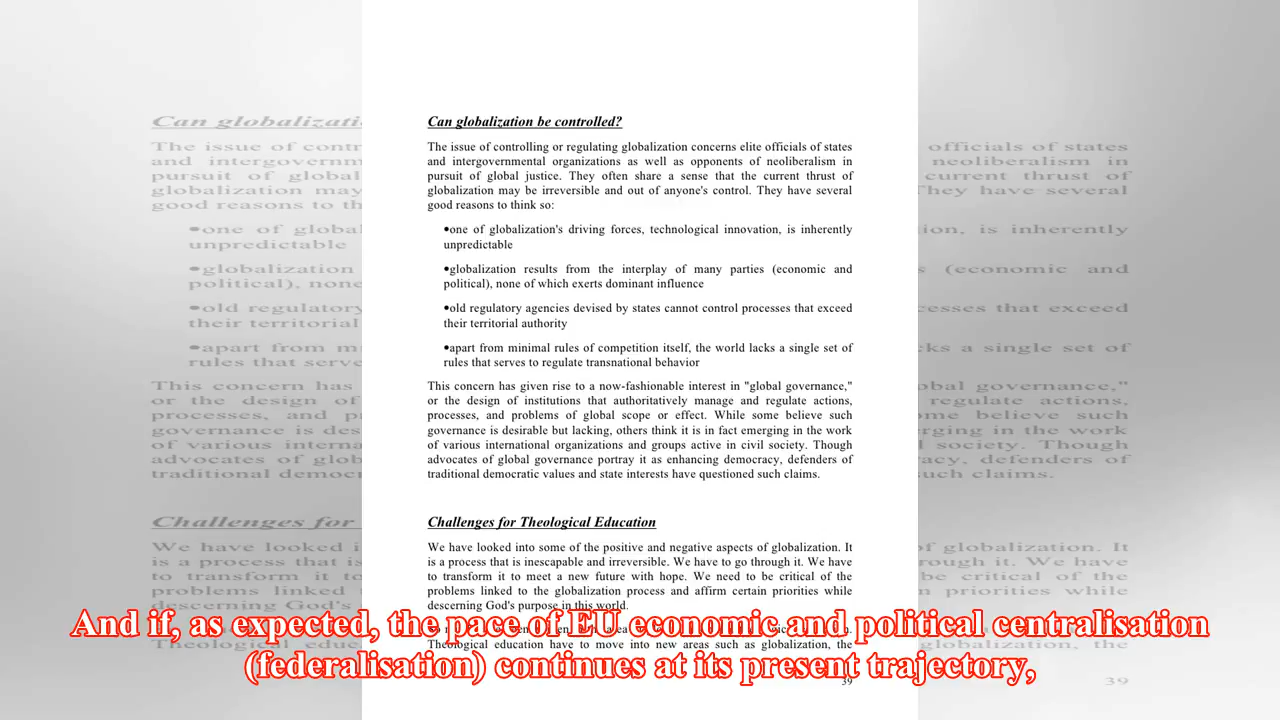 Can globalization be controlled?
The issue of controlling or regulating globalization concerns elite officials of states
and intergovernmental organizations as well as opponents of neoliberalism in
pursuit of global justice. They often share a sense that the current thrust of
globalization may be irreversible and out of anyone's control. They have several
good reasons to think so:
•one of globalization's driving forces, technological innovation, is inherently
unpredictable
•globalization results from the interplay of many parties (economic and
political), none of which exerts dominant influence
•old regulatory agencies devised by states cannot control processes that exceed
their territorial authority
•apart from minimal rules of competition itself, the world lacks a single set of
rules that serves to regulate transnational behavior
This concern has given rise to a now-fashionable interest in "global governance,"
or the design of institutions that authoritatively manage and regulate actions,
processes, and problems of global scope or effect. While some believe such
governance is desirable but lacking, others think it is in fact emerging in the work
of various international organizations and groups active in civil society. Though
advocates of global governance portray it as enhancing democracy, defenders of
traditional democratic values and state interests have questioned such claims.
Challenges for Theological Education
We have looked into some of the positive and negative aspects of globalization. It
is a process that is inescapable and irreversible. We have to go through it. We have
to transform it to meet a new future with hope. We need to be critical of the
problems linked to the globalization process and affirm certain priorities while
descerning God's purpose in this world.
And if, as expected, the pace of EU economic and political centralisation
Theological education have to move into new areas such as globalization, the
(federalisation) continues at its present trajectory,
39